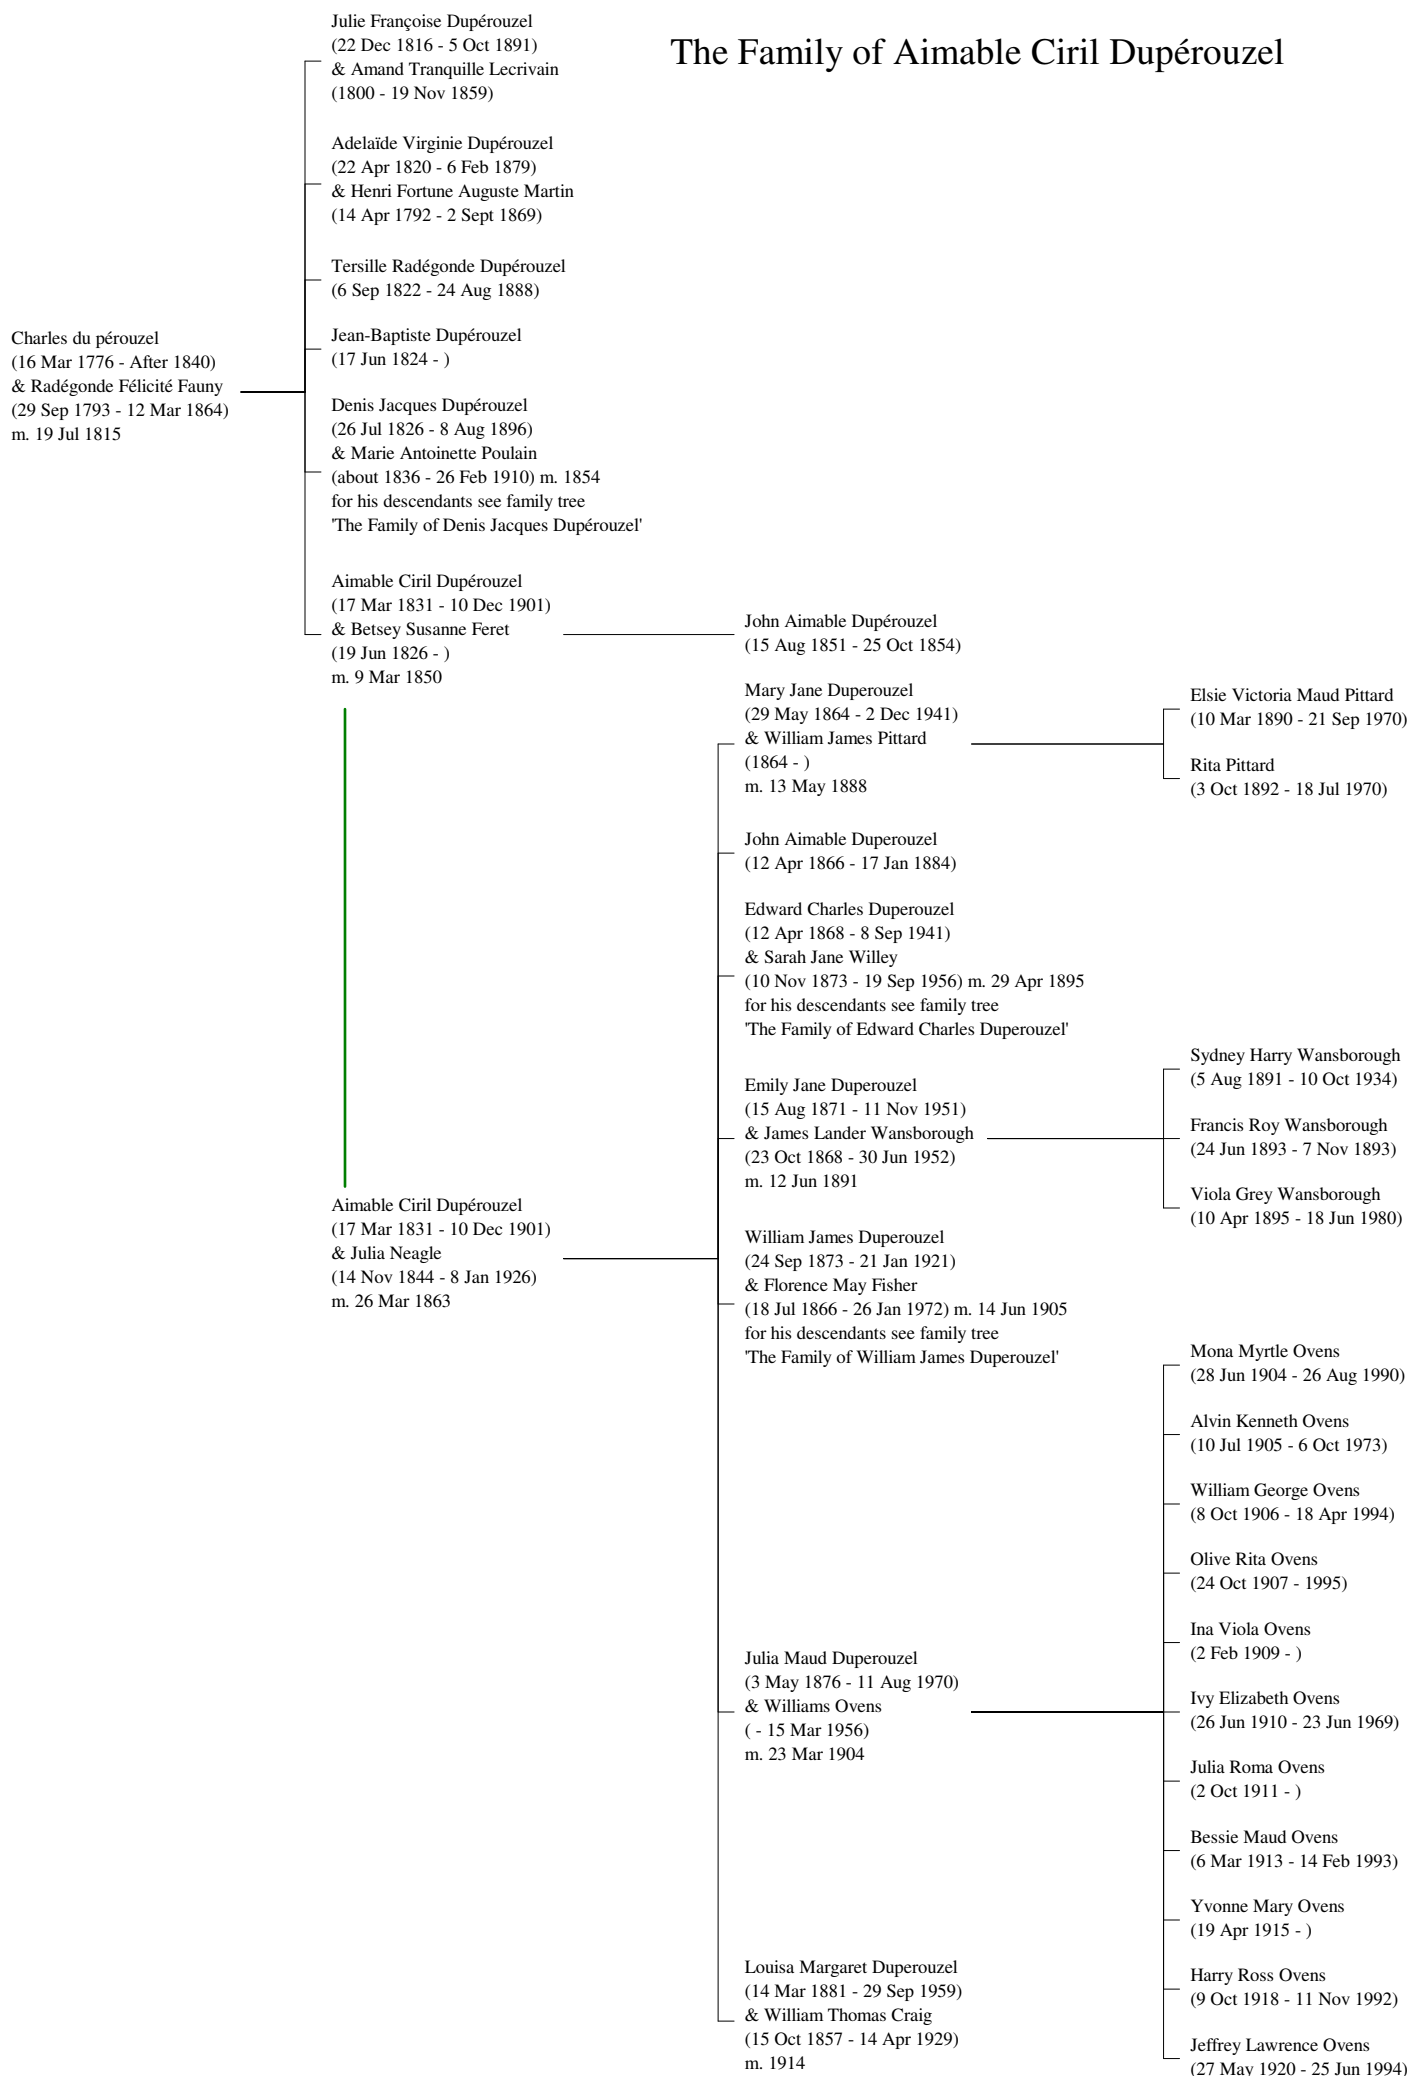 The Family of Aimable Ciril Dupérouzel
Charles du pérouzel
(16 Mar 1776 - After 1840)
& Radégonde Félicité Fauny
(29 Sep 1793 - 12 Mar 1864)
m. 19 Jul 1815
Julie Françoise Dupérouzel
(22 Dec 1816 - 5 Oct 1891)
& Amand Tranquille Lecrivain
(1800 - 19 Nov 1859)
Adelaïde Virginie Dupérouzel
(22 Apr 1820 - 6 Feb 1879)
& Henri Fortune Auguste Martin
(14 Apr 1792 - 2 Sept 1869)
Tersille Radégonde Dupérouzel
(6 Sep 1822 - 24 Aug 1888)
Jean-Baptiste Dupérouzel
(17 Jun 1824 - )
Denis Jacques Dupérouzel
(26 Jul 1826 - 8 Aug 1896)
& Marie Antoinette Poulain
(about 1836 - 26 Feb 1910) m. 1854
for his descendants see family tree
'The Family of Denis Jacques Dupérouzel'
Aimable Ciril Dupérouzel
(17 Mar 1831 - 10 Dec 1901)
& Betsey Susanne Feret
(19 Jun 1826 - )
m. 9 Mar 1850
John Aimable Dupérouzel
(15 Aug 1851 - 25 Oct 1854)
Aimable Ciril Dupérouzel
(17 Mar 1831 - 10 Dec 1901)
& Julia Neagle
(14 Nov 1844 - 8 Jan 1926)
m. 26 Mar 1863
Mary Jane Duperouzel
(29 May 1864 - 2 Dec 1941)
& William James Pittard
(1864 - )
m. 13 May 1888
Elsie Victoria Maud Pittard
(10 Mar 1890 - 21 Sep 1970)
Rita Pittard
(3 Oct 1892 - 18 Jul 1970)
John Aimable Duperouzel
(12 Apr 1866 - 17 Jan 1884)
Edward Charles Duperouzel
(12 Apr 1868 - 8 Sep 1941)
& Sarah Jane Willey
(10 Nov 1873 - 19 Sep 1956) m. 29 Apr 1895
for his descendants see family tree
'The Family of Edward Charles Duperouzel'
Emily Jane Duperouzel
(15 Aug 1871 - 11 Nov 1951)
& James Lander Wansborough
(23 Oct 1868 - 30 Jun 1952)
m. 12 Jun 1891
Sydney Harry Wansborough
(5 Aug 1891 - 10 Oct 1934)
Francis Roy Wansborough
(24 Jun 1893 - 7 Nov 1893)
Viola Grey Wansborough
(10 Apr 1895 - 18 Jun 1980)
William James Duperouzel
(24 Sep 1873 - 21 Jan 1921)
& Florence May Fisher
(18 Jul 1866 - 26 Jan 1972) m. 14 Jun 1905
for his descendants see family tree
'The Family of William James Duperouzel'
Julia Maud Duperouzel
(3 May 1876 - 11 Aug 1970)
& Williams Ovens
( - 15 Mar 1956)
m. 23 Mar 1904
Mona Myrtle Ovens
(28 Jun 1904 - 26 Aug 1990)
Alvin Kenneth Ovens
(10 Jul 1905 - 6 Oct 1973)
William George Ovens
(8 Oct 1906 - 18 Apr 1994)
Olive Rita Ovens
(24 Oct 1907 - 1995)
Ina Viola Ovens
(2 Feb 1909 - )
Ivy Elizabeth Ovens
(26 Jun 1910 - 23 Jun 1969)
Julia Roma Ovens
(2 Oct 1911 - )
Bessie Maud Ovens
(6 Mar 1913 - 14 Feb 1993)
Yvonne Mary Ovens
(19 Apr 1915 - )
Harry Ross Ovens
(9 Oct 1918 - 11 Nov 1992)
Jeffrey Lawrence Ovens
(27 May 1920 - 25 Jun 1994)
Louisa Margaret Duperouzel
(14 Mar 1881 - 29 Sep 1959)
& William Thomas Craig
(15 Oct 1857 - 14 Apr 1929)
m. 1914